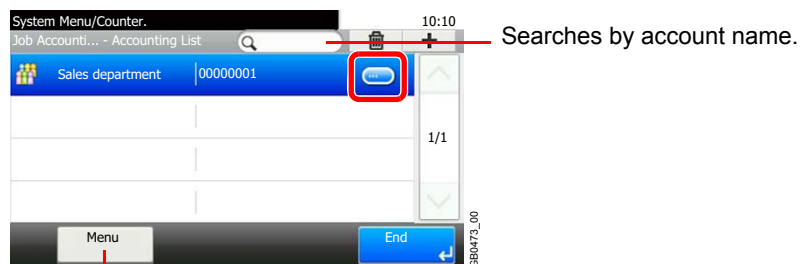 System Menu/Counter.
10:10
Job Accounti... - Accounting List
Searches by account name.
Sales department 00000001
1/1
Menu
End
GB0473_00